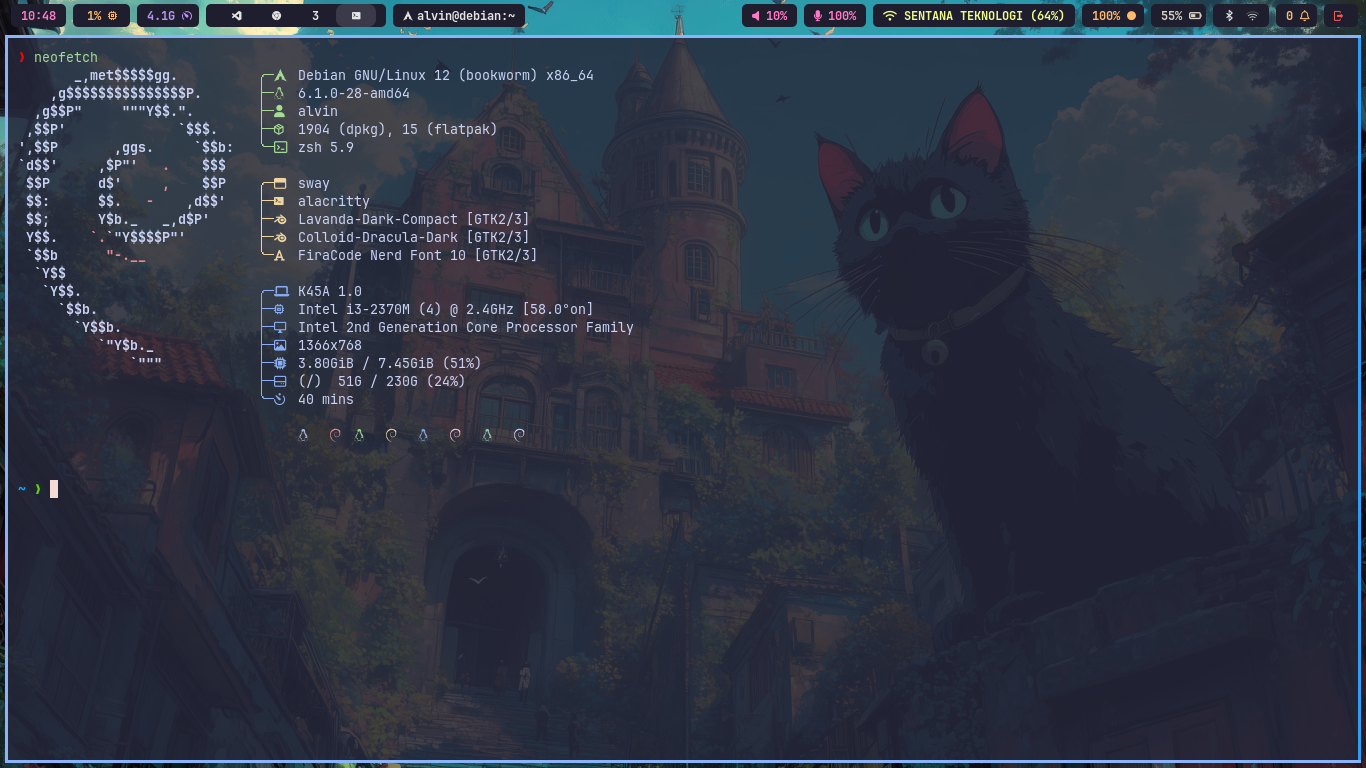 10:48 1% 4.1G 3 alvin@debian:~ 10% 100% SENTANA TEKNOLOGI (64%) 100% 55% 0
❯ neofetch
_,met$$$$$gg.
,g$$$$$$$$$$$$$$$P.
,g$$P"     """Y$$.".
,$$P'              `$$$.
',$$P       ,ggs.     `$$b:
`d$$'     ,$P"'   .    $$$
$$P      d$'     ,    $$P
$$:      $$.   -    ,d$$'
$$;      Y$b._   _,d$P'
Y$$.    `.`"Y$$$$P"'
`$$b      "-.__
`Y$$
`Y$$.
`$$b.
`Y$$b.
`"Y$b._
`"""
Debian GNU/Linux 12 (bookworm) x86_64
6.1.0-28-amd64
alvin
1904 (dpkg), 15 (flatpak)
zsh 5.9
sway
alacritty
Lavanda-Dark-Compact [GTK2/3]
Colloid-Dracula-Dark [GTK2/3]
FiraCode Nerd Font 10 [GTK2/3]
K45A 1.0
Intel i3-2370M (4) @ 2.4GHz [58.0°on]
Intel 2nd Generation Core Processor Family
1366x768
3.80GiB / 7.45GiB (51%)
(/)  51G / 230G (24%)
40 mins
~ ❯